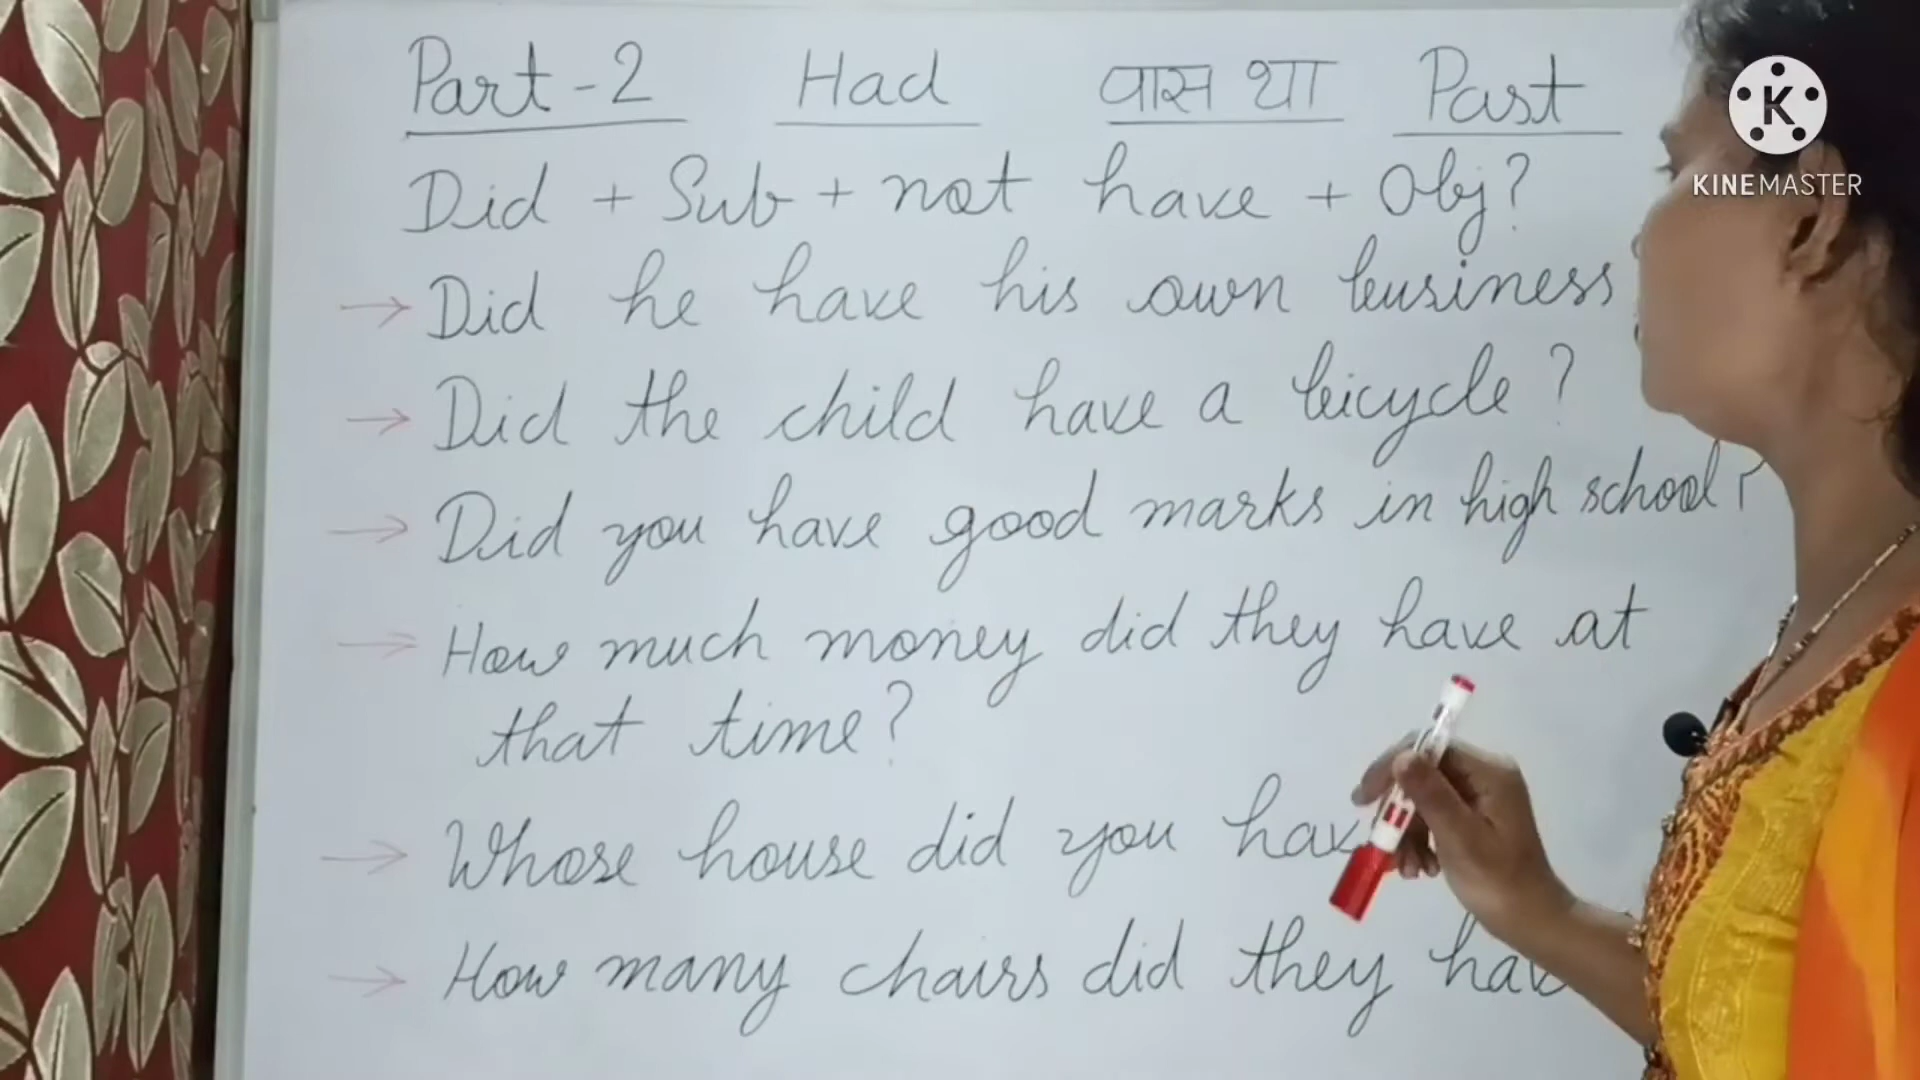 Part-2 Had पास था Past
Did + Sub + not have + Obj?
→ Did he have his own business
→ Did the child have a bicycle?
→ Did you have good marks in high school?
→ How much money did they have at
that time?
→ Whose house did you hav
→ How many chairs did they hav
KINEMASTER